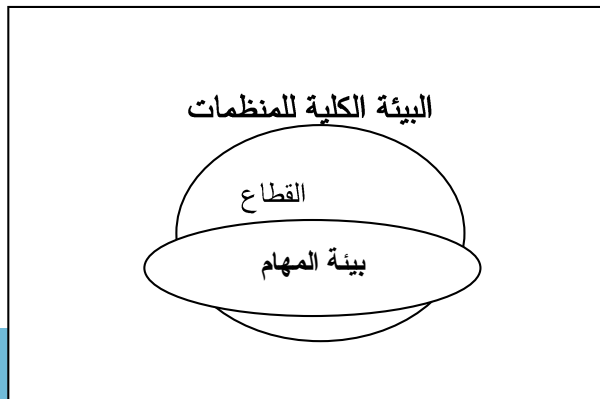 البيئة الكلية للمنظمات
القطاع
بيئة المهام